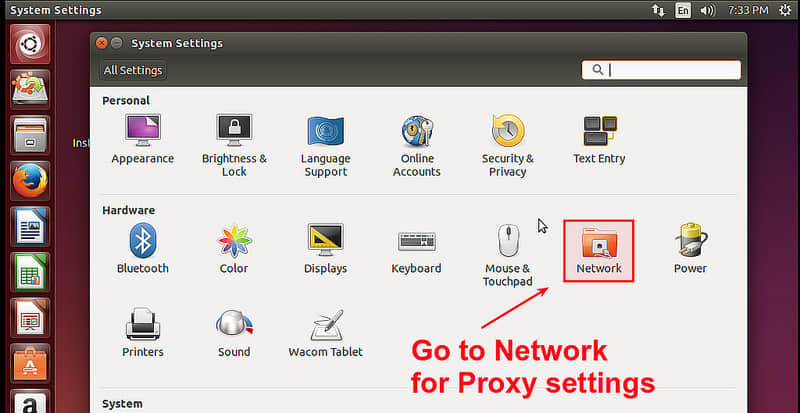 System Settings
En
7:33 PM
System Settings
All Settings
Personal
Inst
Appearance
Brightness &
Lock
Language
Support
Online
Accounts
Security &
Privacy
Text Entry
Hardware
Bluetooth
Color
Displays
Keyboard
Mouse &
Touchpad
Network
Power
Printers
Sound
Wacom Tablet
Go to Network
for Proxy settings
System